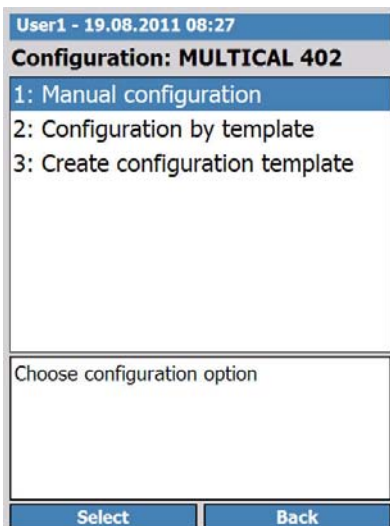 User1 - 19.08.2011 08:27
Configuration: MULTICAL 402
1: Manual configuration
2: Configuration by template
3: Create configuration template
Choose configuration option
Select Back